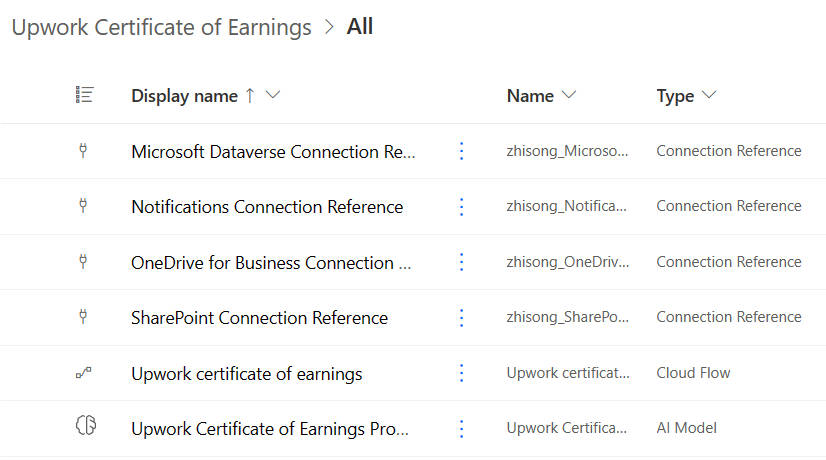 Upwork Certificate of Earnings > All
Display name ↑ Name Type
Microsoft Dataverse Connection Re... zhisong_Microso... Connection Reference
Notifications Connection Reference zhisong_Notifica... Connection Reference
OneDrive for Business Connection ... zhisong_OneDriv... Connection Reference
SharePoint Connection Reference zhisong_SharePo... Connection Reference
Upwork certificate of earnings Upwork certificat... Cloud Flow
Upwork Certificate of Earnings Pro... Upwork Certifica... AI Model